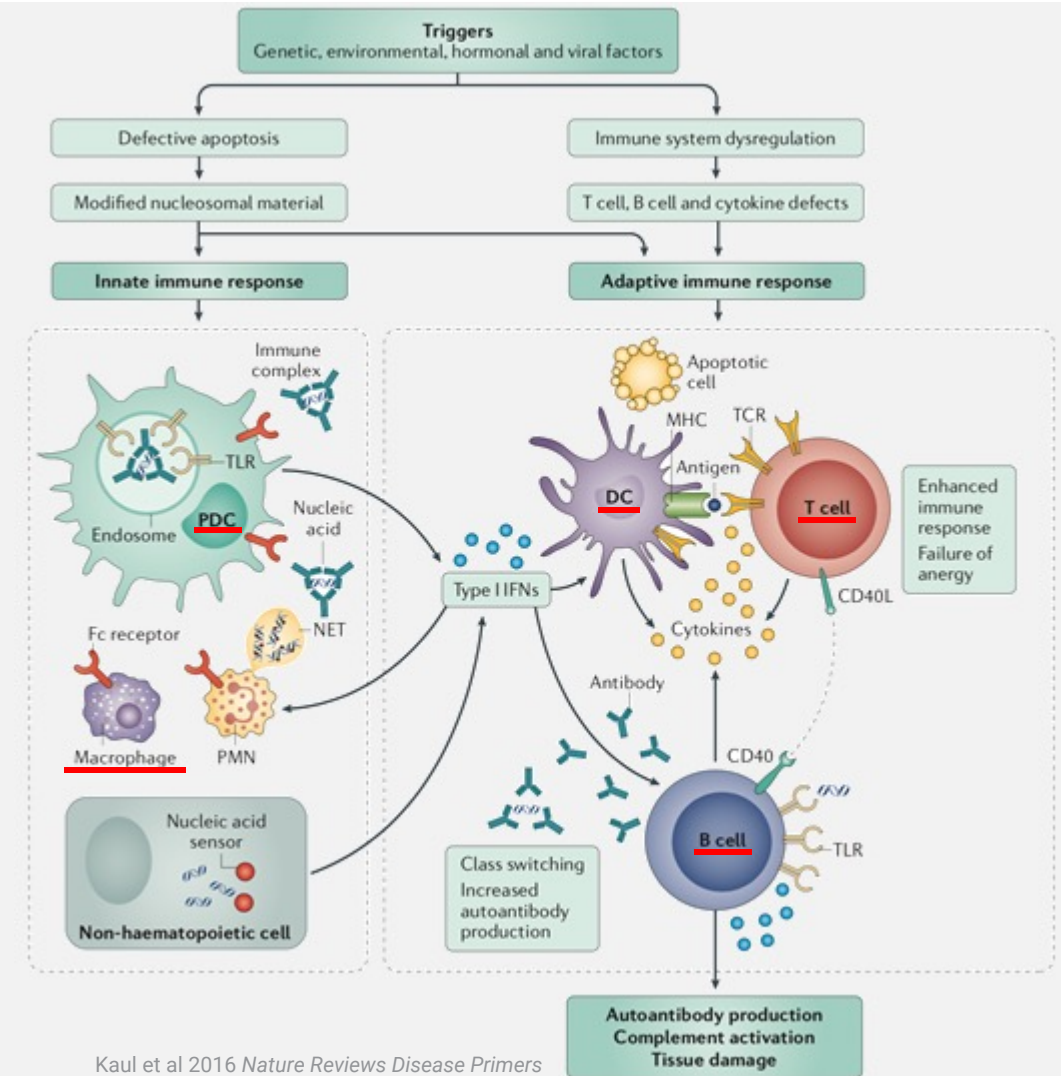 Triggers
Genetic, environmental, hormonal and viral factors
Defective apoptosis
Immune system dysregulation
Modified nucleosomal material
T cell, B cell and cytokine defects
Innate immune response
Adaptive immune response
Immune
complex
TLR
Endosome
PDC
Nucleic
acid
NET
Fc receptor
Macrophage
PMN
Nucleic acid
sensor
Non-haematopoietic cell
Type I IFNs
Apoptotic
cell
MHC
TCR
Antigen
DC
T cell
Enhanced
immune
response
Failure of
anergy
CD40L
Cytokines
Antibody
CD40
B cell
TLR
Class switching
Increased
autoantibody
production
Autoantibody production
Complement activation
Tissue damage
Kaul et al 2016 Nature Reviews Disease Primers